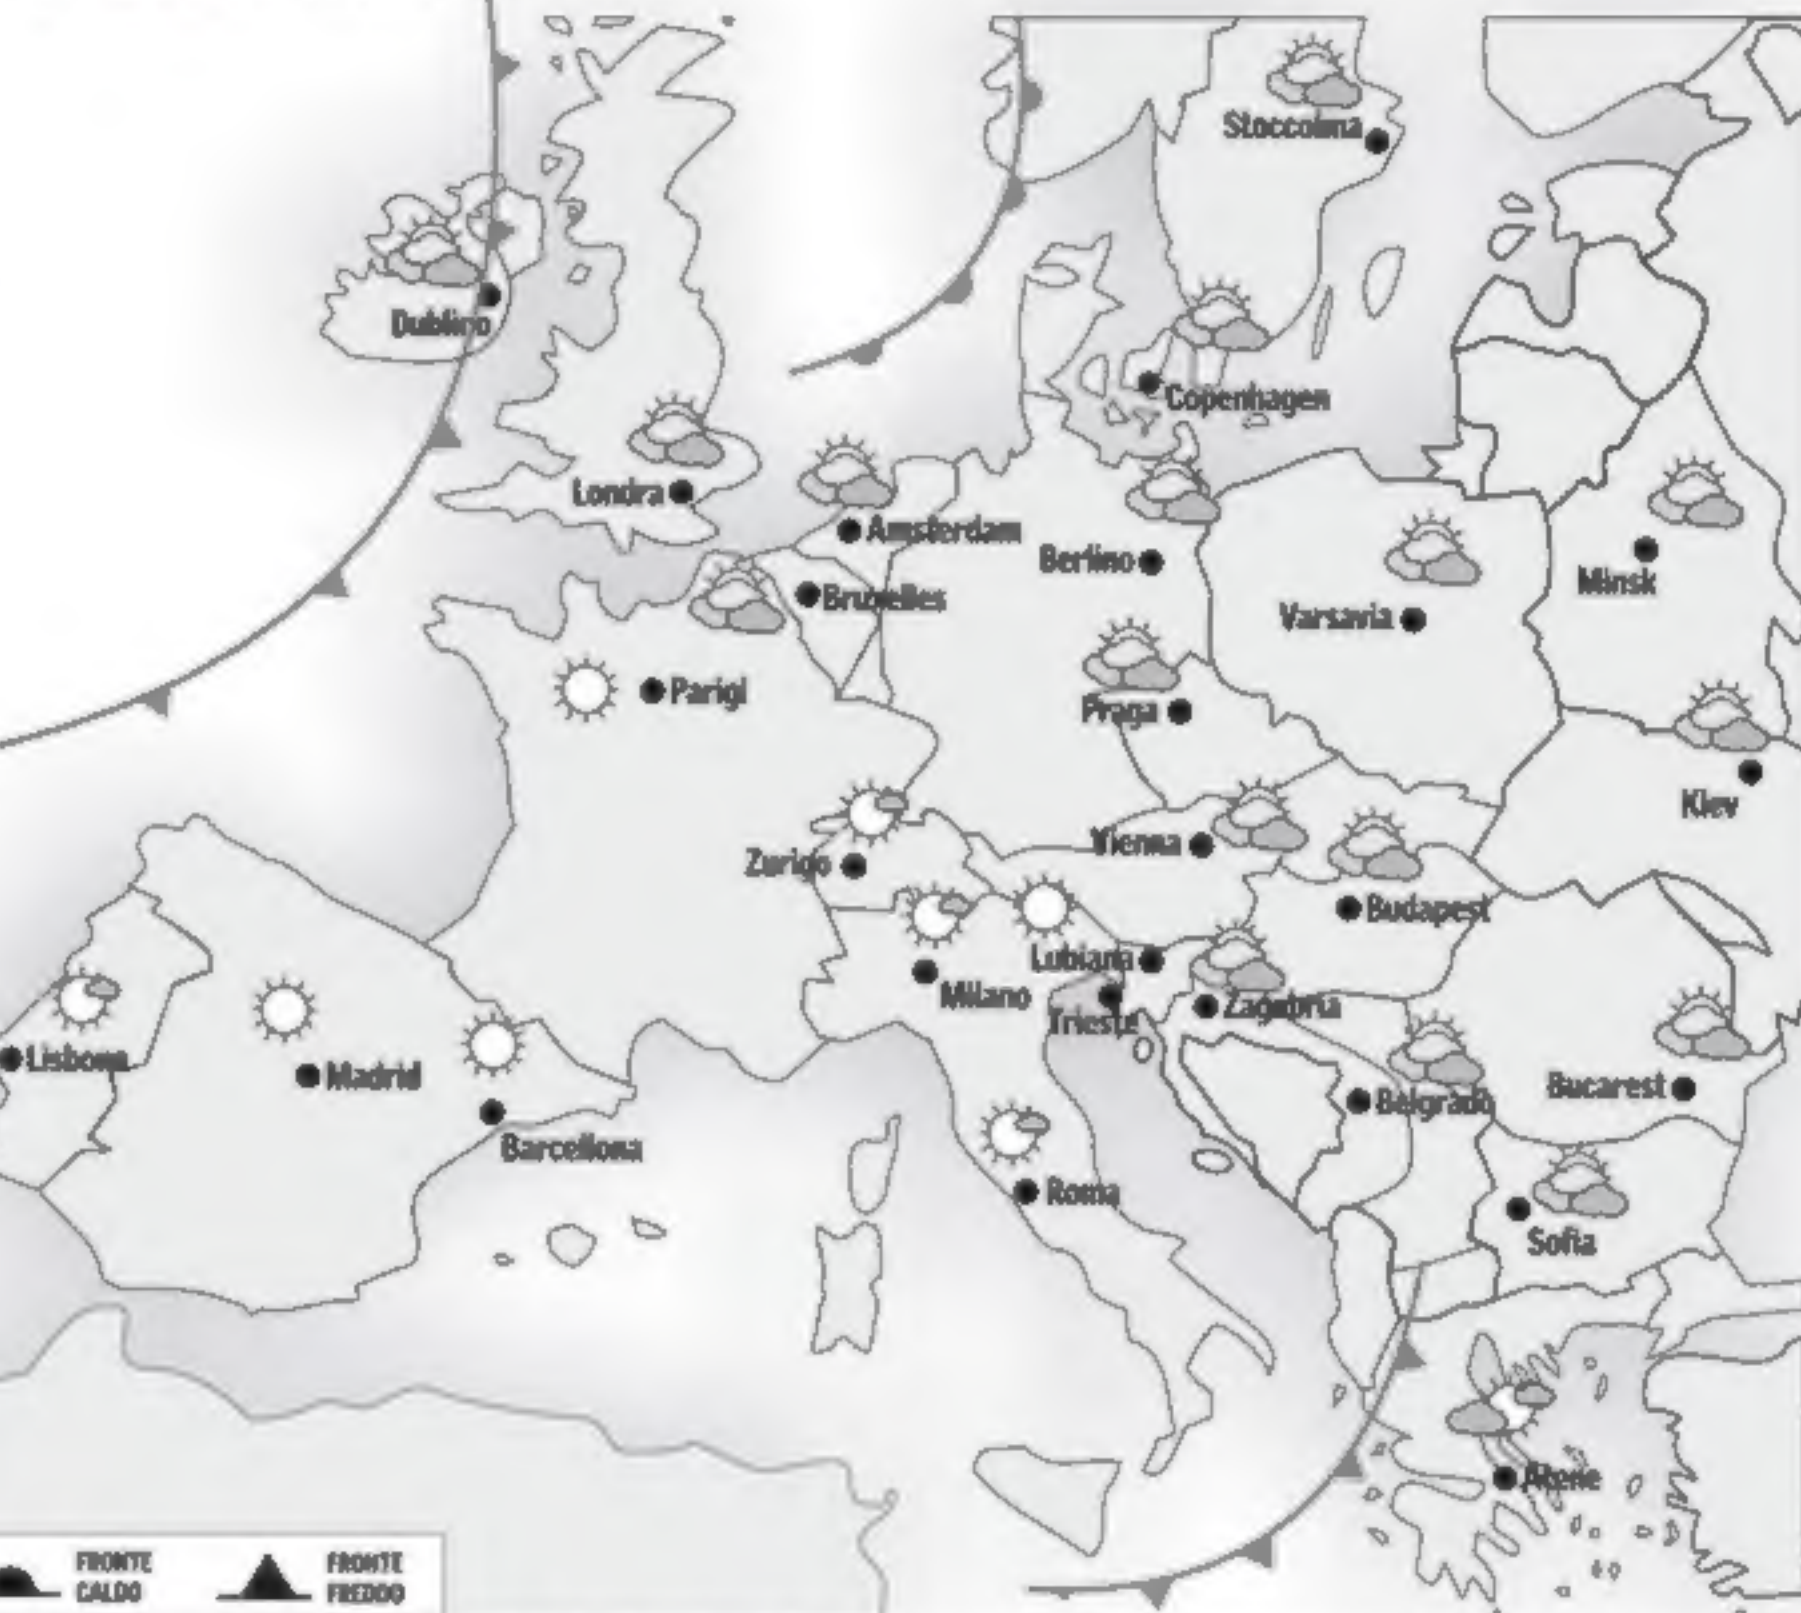 Stoccolma
Dublino
Copenhagen
Londra
Amsterdam
Berlino
Minsk
Bruxelles
Varsavia
Parigi
Praga
Kiev
Vienna
Zurigo
Budapest
Lubiana
Milano
Zagabria
Trieste
Lisbona
Madrid
Belgrado
Bucarest
Barcellona
Roma
Sofia
Atene
FRONTE
CALDO
FRONTE
FREDDO